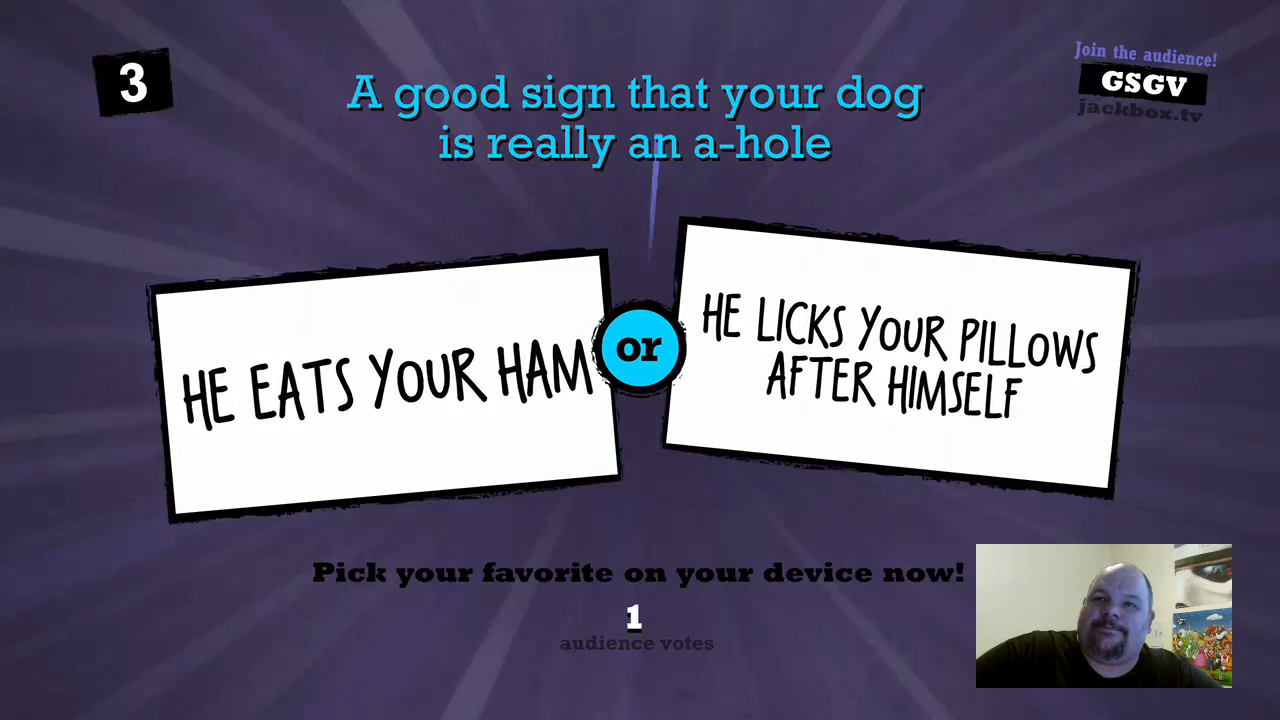 3
Join the audience!
GSGV
jackbox.tv
A good sign that your dog
is really an a-hole
HE EATS YOUR HAM
or
HE LICKS YOUR PILLOWS
AFTER HIMSELF
Pick your favorite on your device now!
1
audience votes